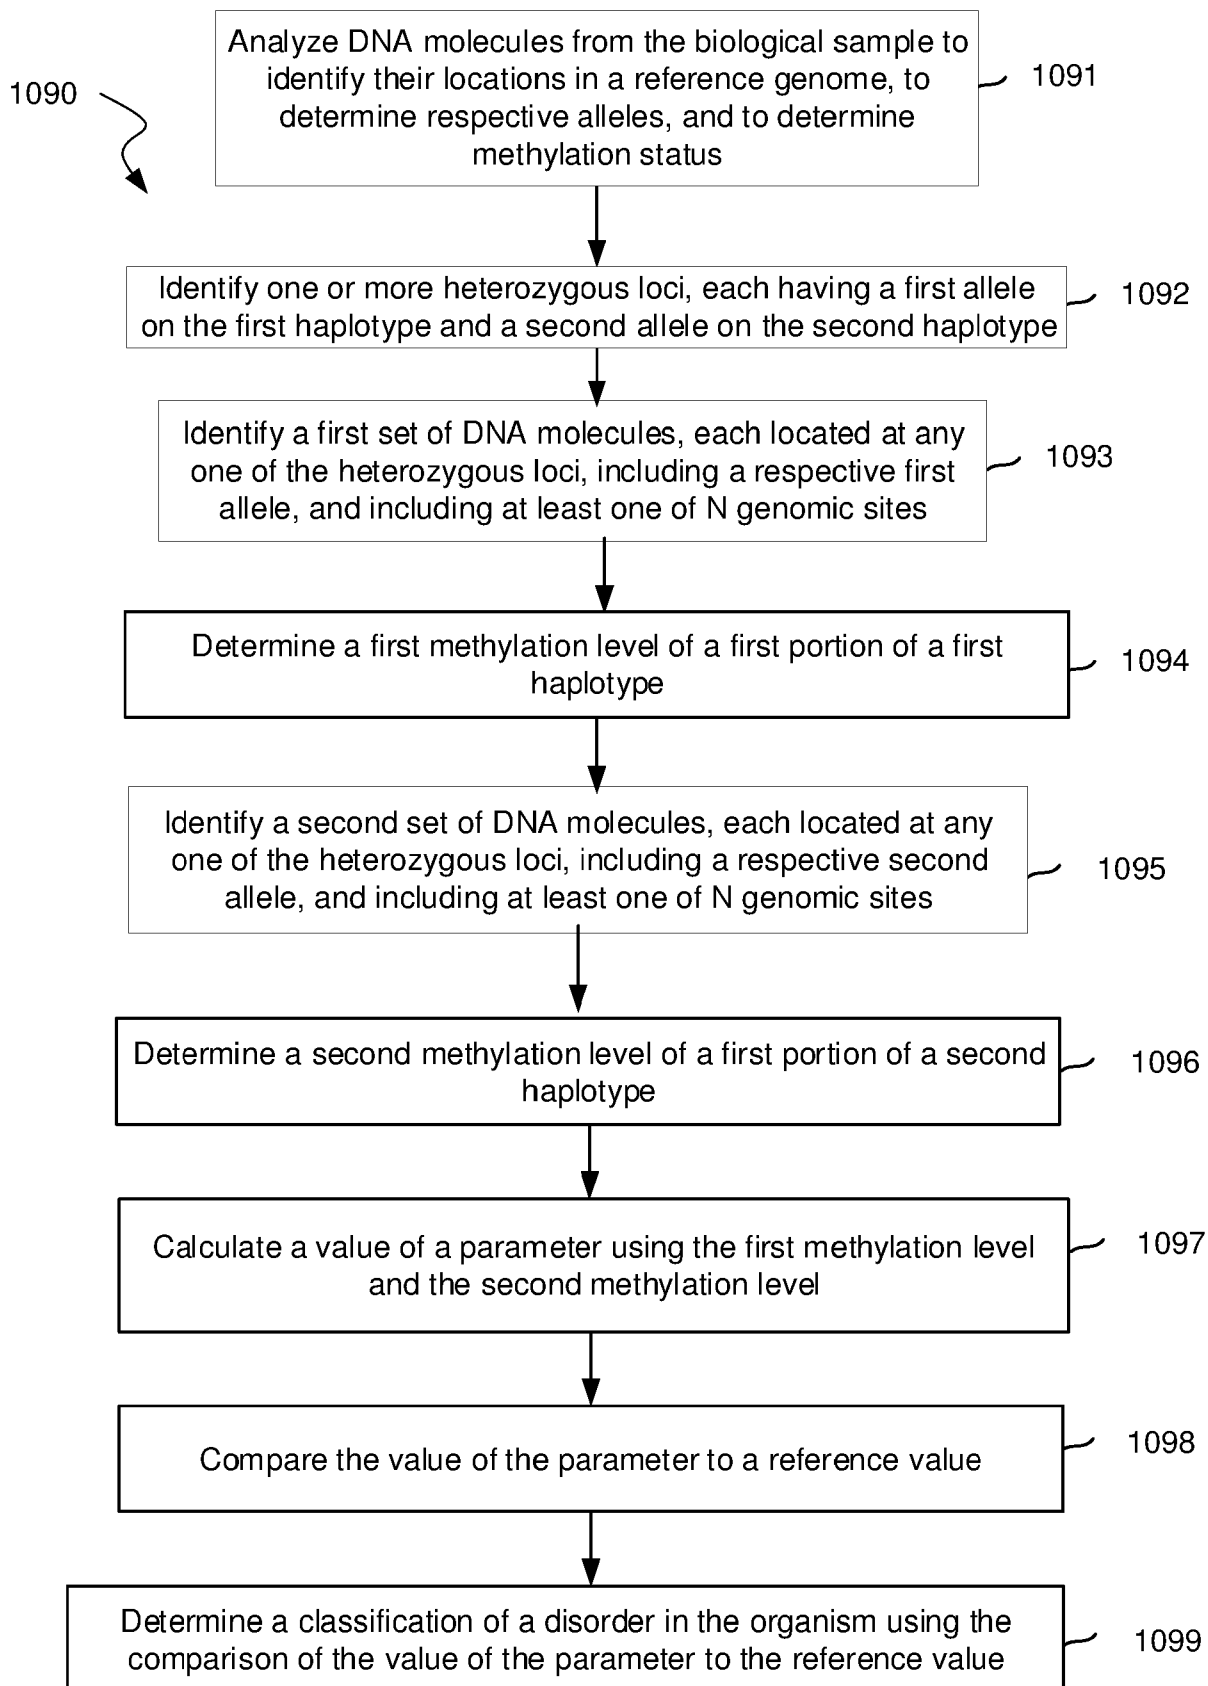 1090
Analyze DNA molecules from the biological sample to
identify their locations in a reference genome, to
determine respective alleles, and to determine
methylation status
1091
Identify one or more heterozygous loci, each having a first allele
on the first haplotype and a second allele on the second haplotype
1092
Identify a first set of DNA molecules, each located at any
one of the heterozygous loci, including a respective first
allele, and including at least one of N genomic sites
1093
Determine a first methylation level of a first portion of a first
haplotype
1094
Identify a second set of DNA molecules, each located at any
one of the heterozygous loci, including a respective second
allele, and including at least one of N genomic sites
1095
Determine a second methylation level of a first portion of a second
haplotype
1096
Calculate a value of a parameter using the first methylation level
and the second methylation level
1097
Compare the value of the parameter to a reference value
1098
Determine a classification of a disorder in the organism using the
comparison of the value of the parameter to the reference value
1099